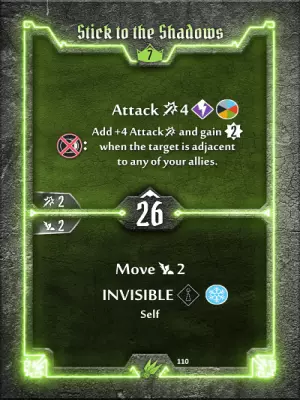 Stick to the Shadows
7
Attack 4
Add +4 Attack and gain 2
: when the target is adjacent
to any of your allies.
2
26
2
Move 2
INVISIBLE
Self
110